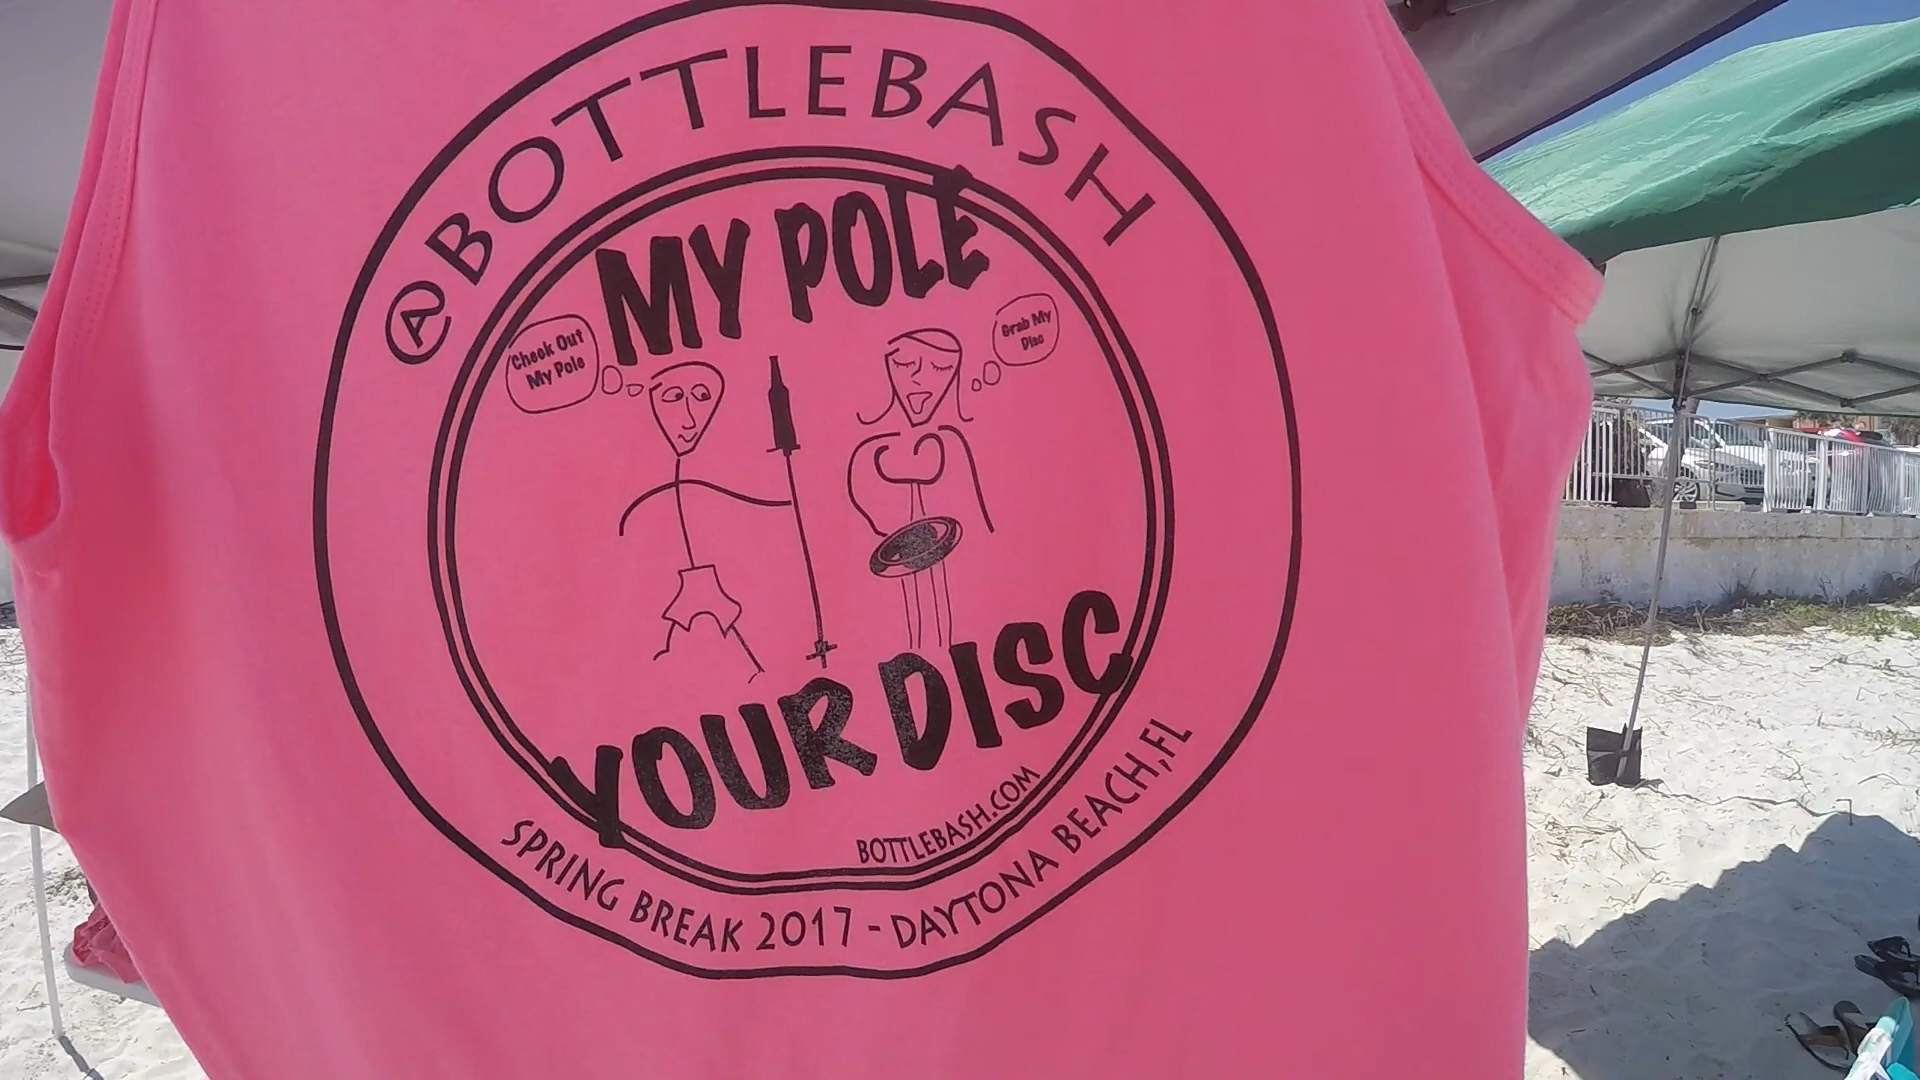 @BOTTLEBASH
MY POLE
Check Out
My Pole
Grab My
Disc
YOUR DISC
BOTTLEBASH.COM
SPRING BREAK 2017 - DAYTONA BEACH, FL